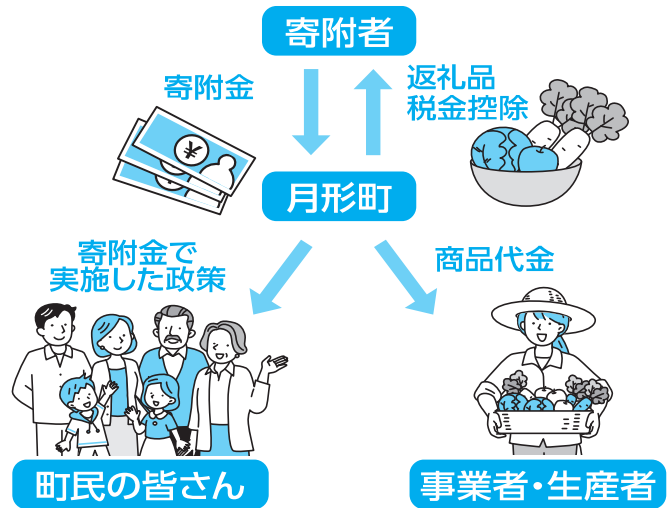 寄附者
寄附金
返礼品
税金控除
¥
月形町
寄附金で
実施した政策
商品代金
町民の皆さん
事業者・生産者